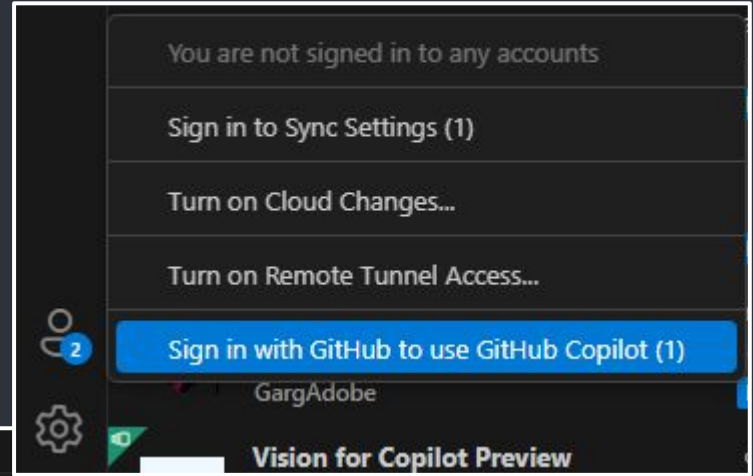 You are not signed in to any accounts
Sign in to Sync Settings (1)
Turn on Cloud Changes...
Turn on Remote Tunnel Access...
2
Sign in with GitHub to use GitHub Copilot (1)
GargAdobe
Vision for Copilot Preview